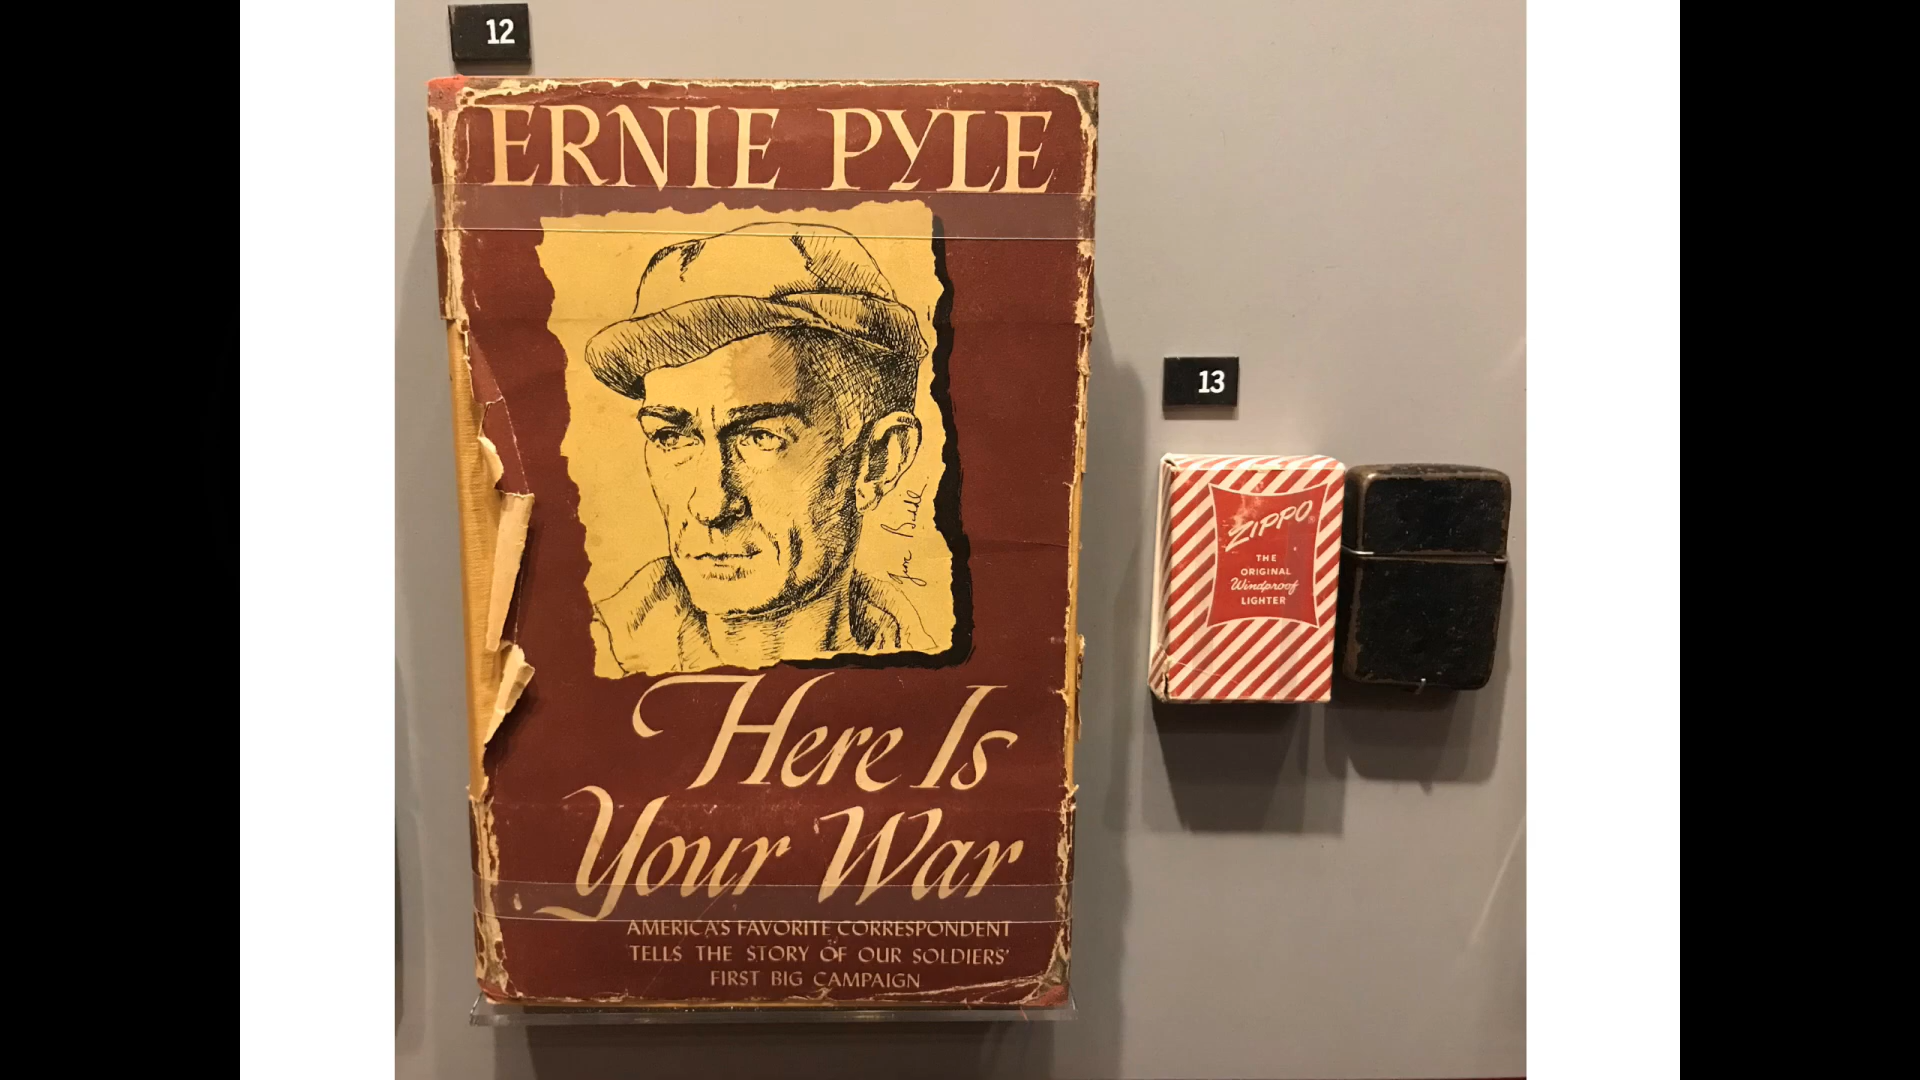 12
ERNIE PYLE
Here Is
Your War
AMERICA'S FAVORITE CORRESPONDENT
TELLS THE STORY OF OUR SOLDIERS'
FIRST BIG CAMPAIGN
13
ZIPPO
THE
ORIGINAL
Windproof
LIGHTER